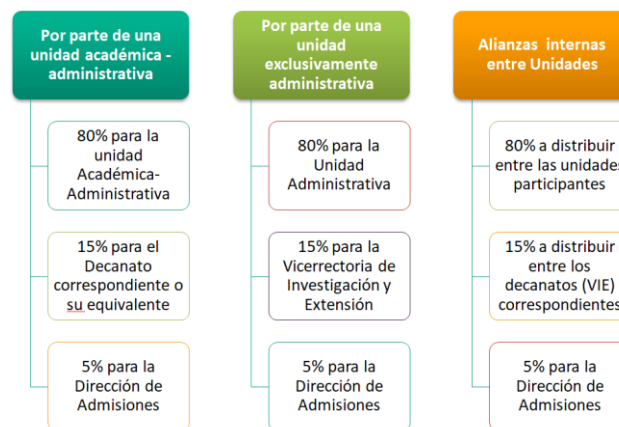 Por parte de una
unidad académica -
administrativa
80% para la
unidad
Académica-
Administrativa
15% para el
Decanato
correspondiente o
su equivalente
5% para la
Dirección de
Admisiones
Por parte de una
unidad
exclusivamente
administrativa
80% para la
Unidad
Administrativa
15% para la
Vicerrectoria de
Investigación y
Extensión
5% para la
Dirección de
Admisiones
Alianzas internas
entre Unidades
80% a distribuir
entre las unidades
participantes
15% a distribuir
entre los
decanatos (VIE)
correspondientes
5% para la
Dirección de
Admisiones